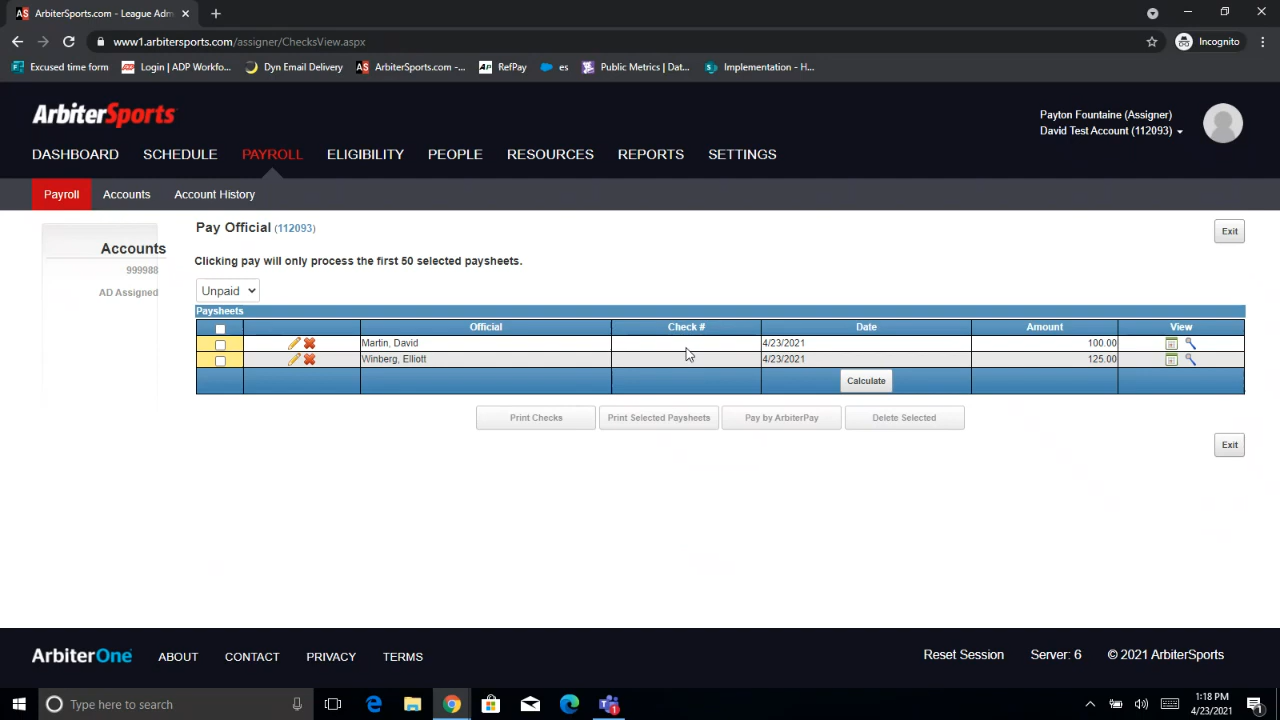 ArbiterSports.com - League Adm
www1.arbitersports.com/assigner/ChecksView.aspx
Incognito
Excused time form
Login | ADP Workfo...
Dyn Email Delivery
ArbiterSports.com -...
RefPay
es
Public Metrics | Dat...
Implementation - H...
ArbiterSports
Payton Fountaine (Assigner)
David Test Account (112093)
DASHBOARD SCHEDULE PAYROLL ELIGIBILITY PEOPLE RESOURCES REPORTS SETTINGS
Payroll Accounts Account History
Accounts
999988
AD Assigned
Pay Official (112093)
Exit
Clicking pay will only process the first 50 selected paysheets.
Unpaid
Paysheets
Official Check # Date Amount View
Martin, David 4/23/2021 100.00
Winberg, Elliott 4/23/2021 125.00
Calculate
Print Checks Print Selected Paysheets Pay by ArbiterPay Delete Selected
Exit
ArbiterOne ABOUT CONTACT PRIVACY TERMS
Reset Session Server: 6 © 2021 ArbiterSports
Type here to search
1:18 PM
4/23/2021